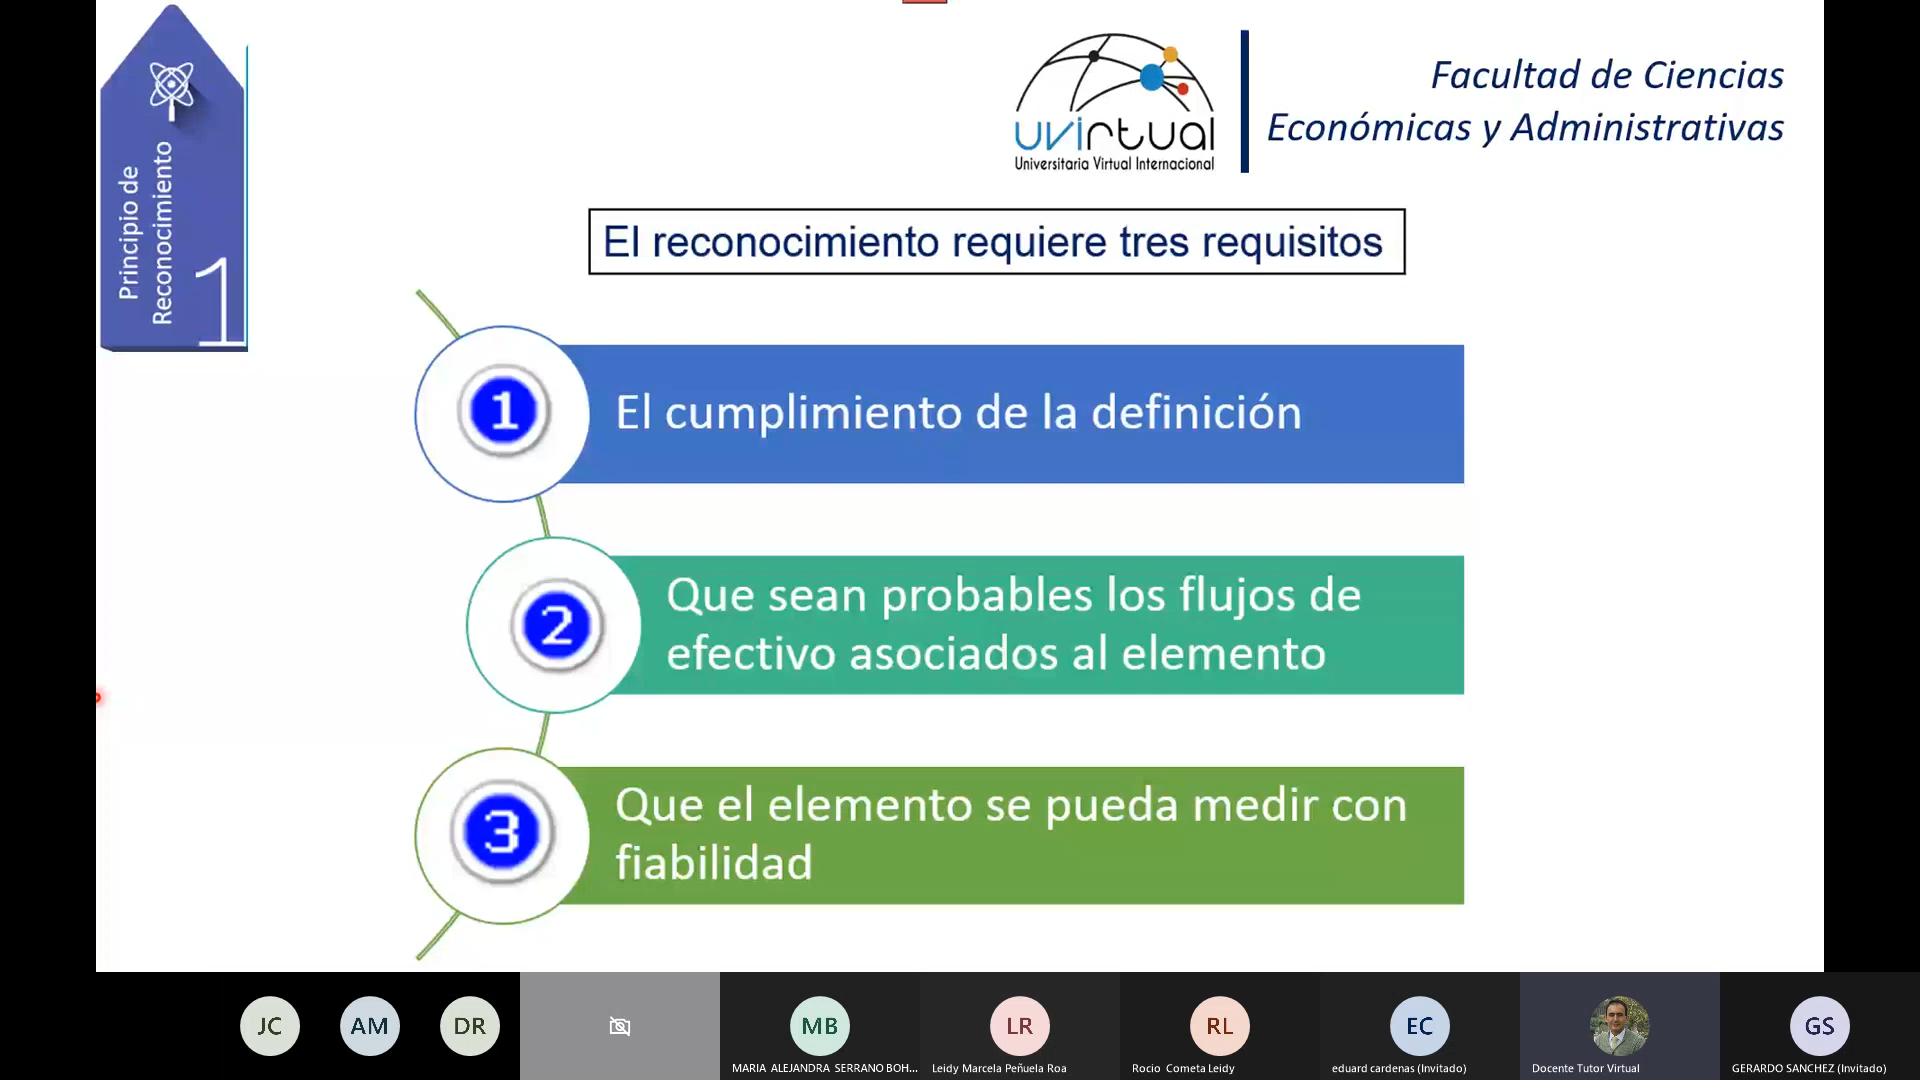 Principio de
Reconocimiento
1
uvirtual
Universitaria Virtual Internacional
Facultad de Ciencias
Económicas y Administrativas
El reconocimiento requiere tres requisitos
1
El cumplimiento de la definición
2
Que sean probables los flujos de
efectivo asociados al elemento
3
Que el elemento se pueda medir con
fiabilidad
JC
AM
DR
MB
LR
RL
EC
GS
MARIA ALEJANDRA SERRANO BOH...
Leidy Marcela Peñuela Roa
Rocio Cometa Leidy
eduard cardenas (Invitado)
Docente Tutor Virtual
GERARDO SANCHEZ (Invitado)